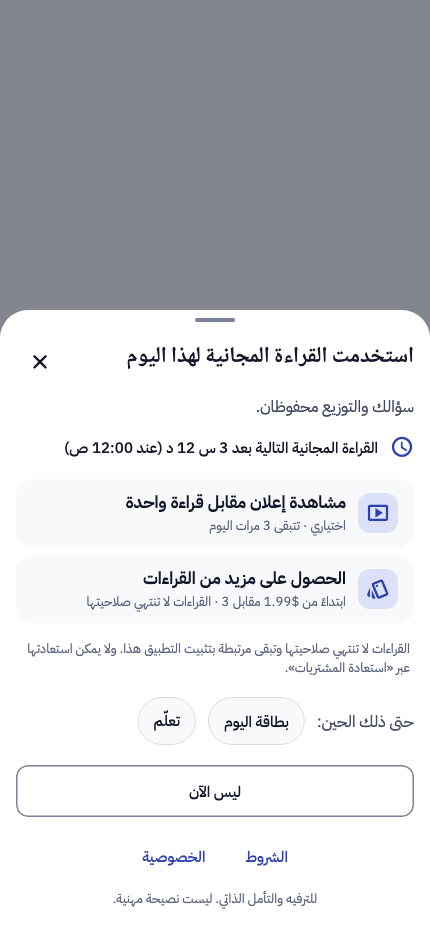 استخدمت القراءة المجانية لهذا اليوم
سؤالك والتوزيع محفوظان.
القراءة المجانية التالية بعد 3 س 12 د (عند 12:00 ص)
مشاهدة إعلان مقابل قراءة واحدة
اختياري · تتبقى 3 مرات اليوم
الحصول على مزيد من القراءات
ابتداءً من $1.99 مقابل 3 · القراءات لا تنتهي صلاحيتها
القراءات لا تنتهي صلاحيتها وتبقى مرتبطة بتثبيت التطبيق هذا. ولا يمكن استعادتها
عبر «استعادة المشتريات».
حتى ذلك الحين: بطاقة اليوم تعلّم
ليس الآن
الشروط الخصوصية
للترفيه والتأمل الذاتي. ليست نصيحة مهنية.